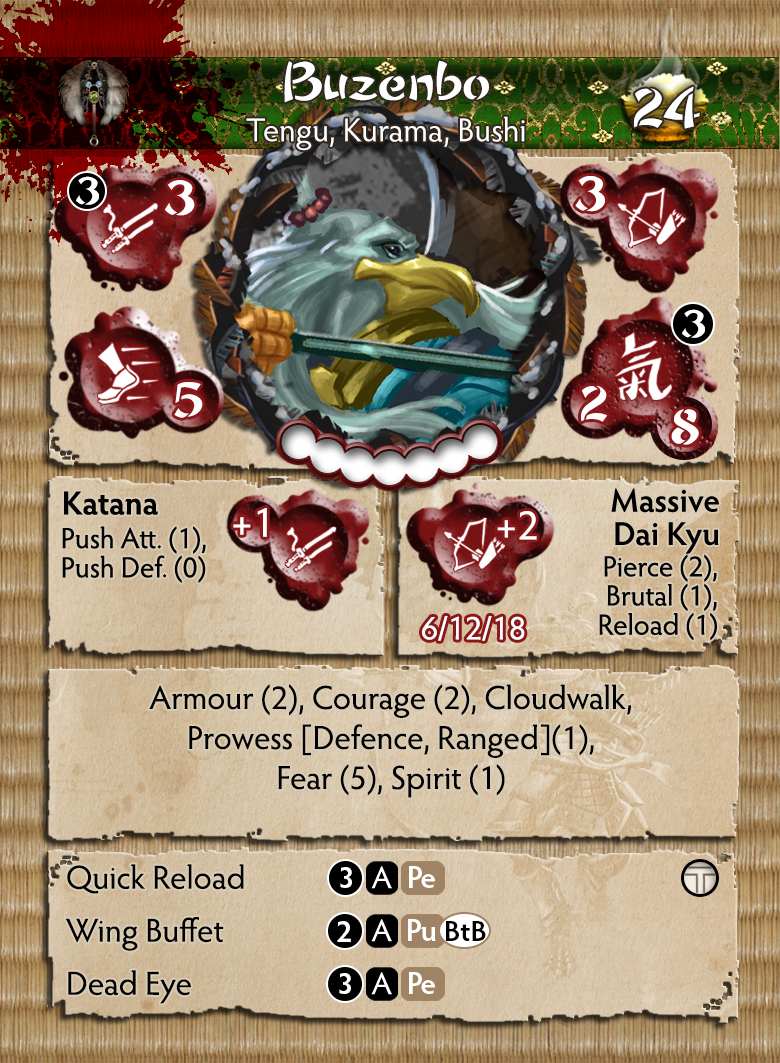 Buzenbo
24
Tengu, Kurama, Bushi
3 3
3
5
3
氣
2 8
Katana
Push Att. (1),
Push Def. (0)
+1
+2
6/12/18
Massive
Dai Kyu
Pierce (2),
Brutal (1),
Reload (1)
Armour (2), Courage (2), Cloudwalk,
Prowess [Defence, Ranged](1),
Fear (5), Spirit (1)
Quick Reload 3 A Pe
Wing Buffet 2 A Pu BtB
Dead Eye 3 A Pe